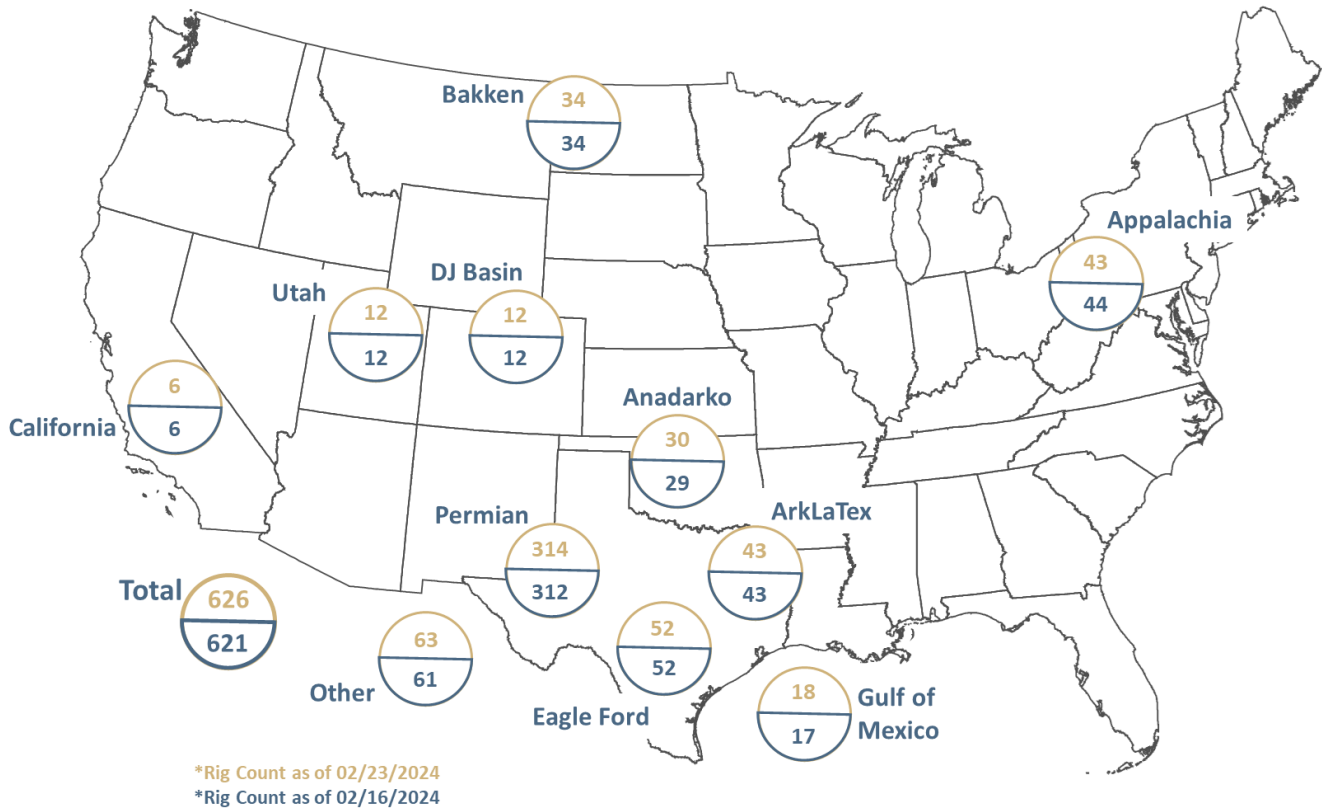 Bakken
34
34
Appalachia
43
44
DJ Basin
12
12
Utah
12
12
California
6
6
Anadarko
30
29
Permian
314
312
ArkLaTex
43
43
Total
626
621
Other
63
61
Eagle Ford
52
52
Gulf of
Mexico
18
17
*Rig Count as of 02/23/2024
*Rig Count as of 02/16/2024